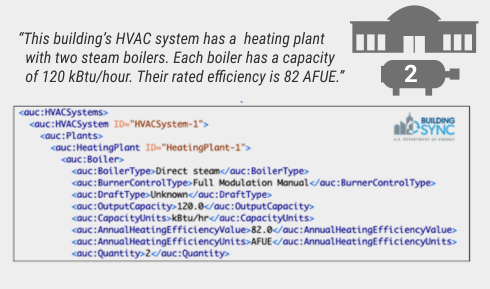 “This building’s HVAC system has a heating plant
with two steam boilers. Each boiler has a capacity
of 120 kBtu/hour. Their rated efficiency is 82 AFUE.”
2
<auc:HVACSystems>
<auc:HVACSystem ID="HVACSystem-1">
<auc:Plants>
<auc:HeatingPlant ID="HeatingPlant-1">
<auc:Boiler>
<auc:BoilerType>Direct steam</auc:BoilerType>
<auc:BurnerControlType>Full Modulation Manual</auc:BurnerControlType>
<auc:DraftType>Unknown</auc:DraftType>
<auc:OutputCapacity>120.0</auc:OutputCapacity>
<auc:CapacityUnits>kBtu/hr</auc:CapacityUnits>
<auc:AnnualHeatingEfficiencyValue>82.0</auc:AnnualHeatingEfficiencyValue>
<auc:AnnualHeatingEfficiencyUnits>AFUE</auc:AnnualHeatingEfficiencyUnits>
<auc:Quantity>2</auc:Quantity>
BUILDING
SYNC
U.S. DEPARTMENT OF ENERGY